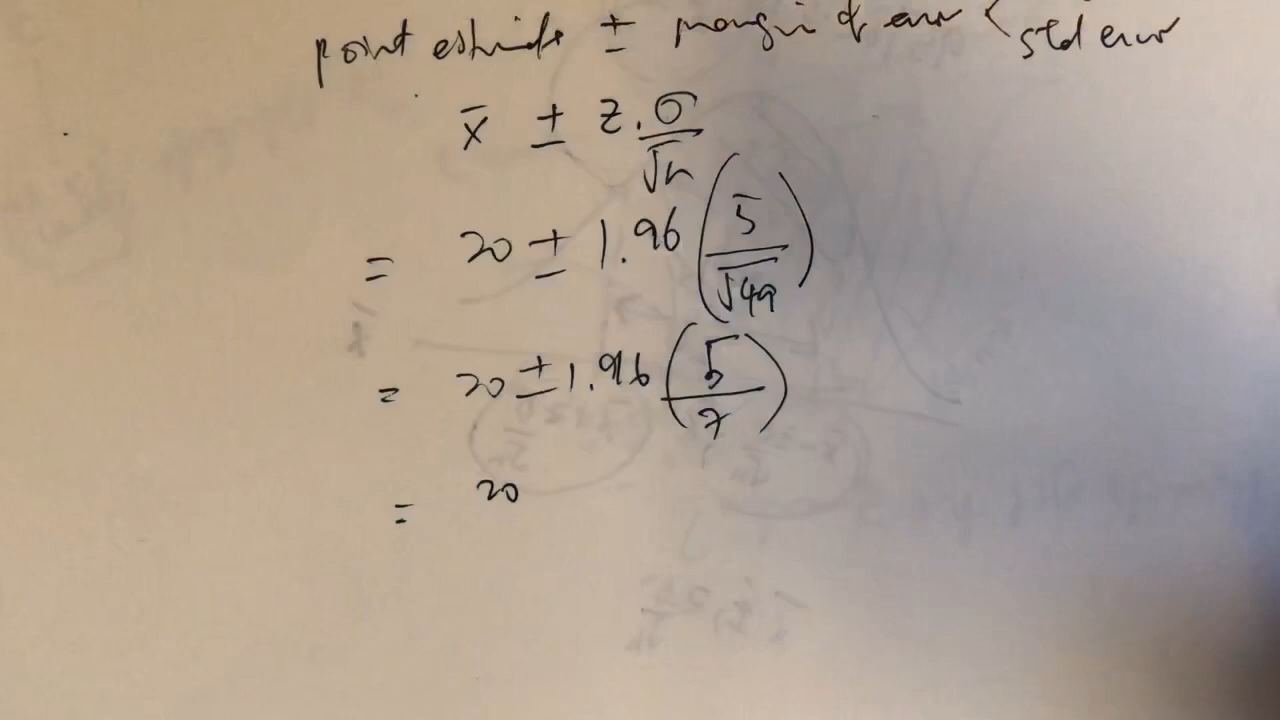 point estimate ± margin of error < std error
x̄ ± z.σ/√n
= 20 ± 1.96 (5/√49)
= 20 ± 1.96 (5/7)
= 20